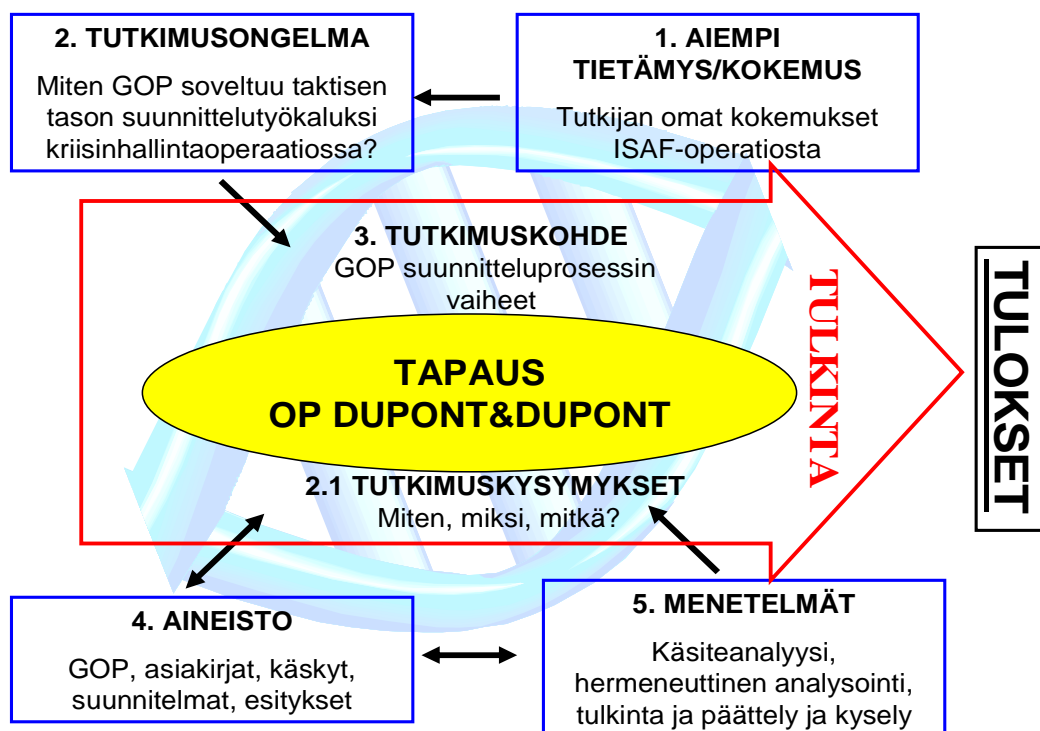 2. TUTKIMUSONGELMA
Miten GOP soveltuu taktisen
tason suunnittelutyökaluksi
kriisinhallintaoperaatiossa?
1. AIEMPI
TIETÄMYS/KOKEMUS
Tutkijan omat kokemukset
ISAF-operatiosta
3. TUTKIMUSKOHDE
GOP suunnitteluprosessin
vaiheet
TAPAUS
OP DUPONT&DUPONT
2.1 TUTKIMUSKYSYMYKSET
Miten, miksi, mitkä?
TULKINTA
TULOKSET
4. AINEISTO
GOP, asiakirjat, käskyt,
suunnitelmat, esitykset
5. MENETELMÄT
Käsiteanalyysi,
hermeneuttinen analysointi,
tulkinta ja päättely ja kysely